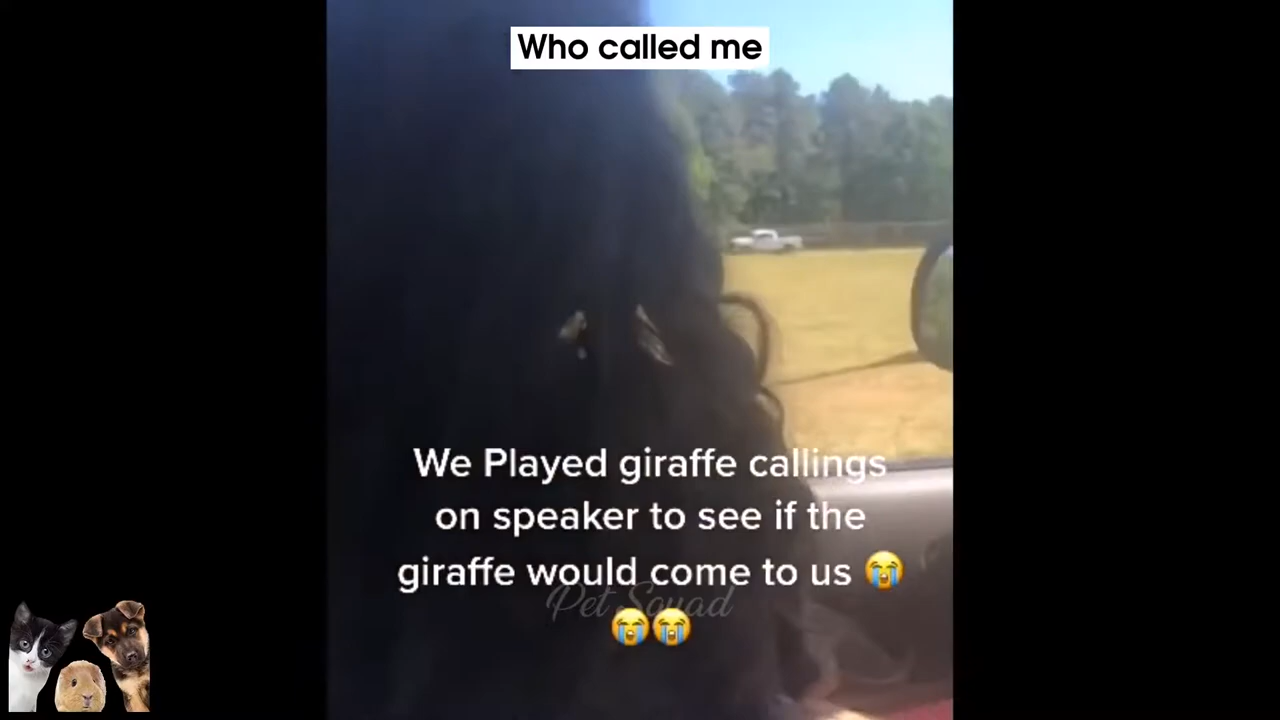 Who called me
We Played giraffe callings
on speaker to see if the
giraffe would come to us 😭
Pet Squad
😭😭